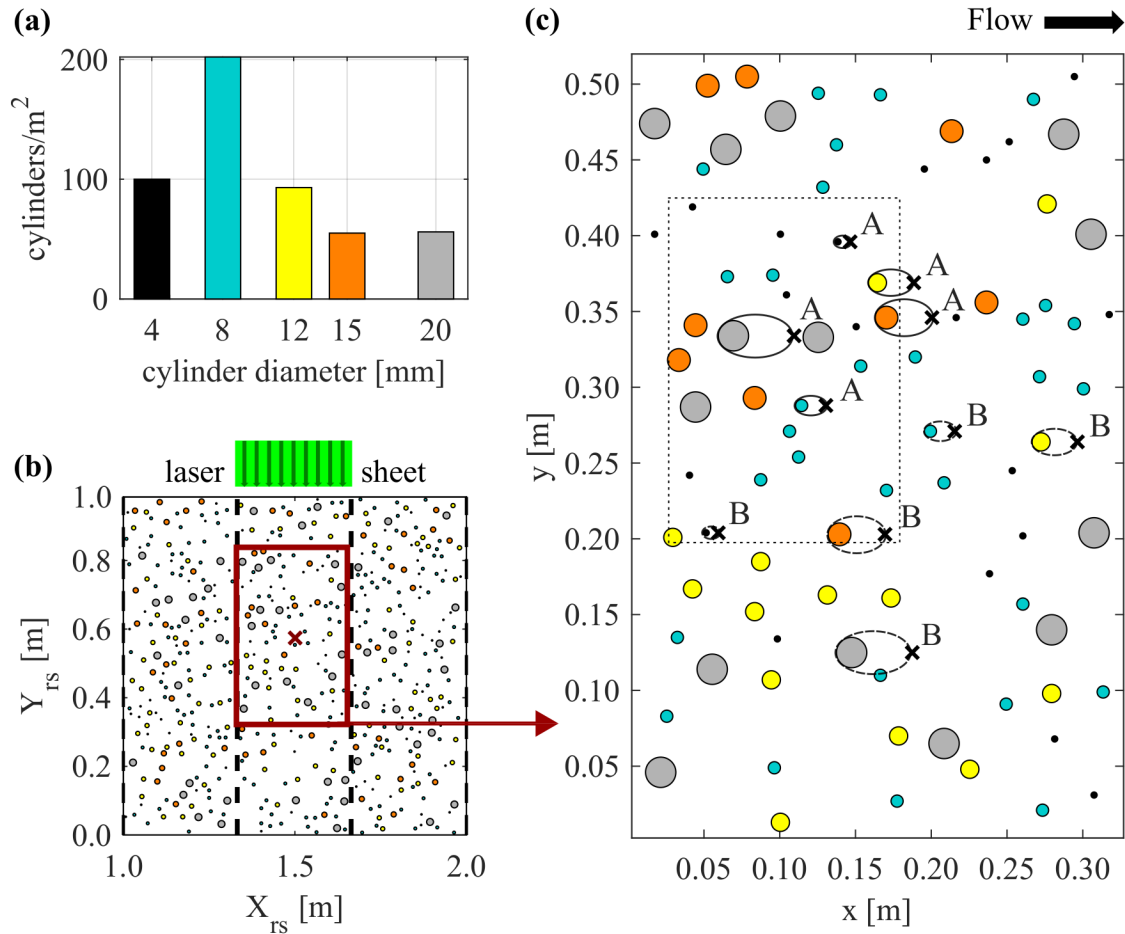 (a)
200
100
0
cylinders/m2
4 8 12 15 20
cylinder diameter [mm]
(b)
laser sheet
1.0
0.8
0.6
0.4
0.2
0.0
Yrs [m]
1.0 1.5 2.0
Xrs [m]
(c)
Flow
0.50
0.45
0.40
0.35
0.30
0.25
0.20
0.15
0.10
0.05
y [m]
A
A
A
A
A
B
B
B
B
B
0.05 0.10 0.15 0.20 0.25 0.30
x [m]